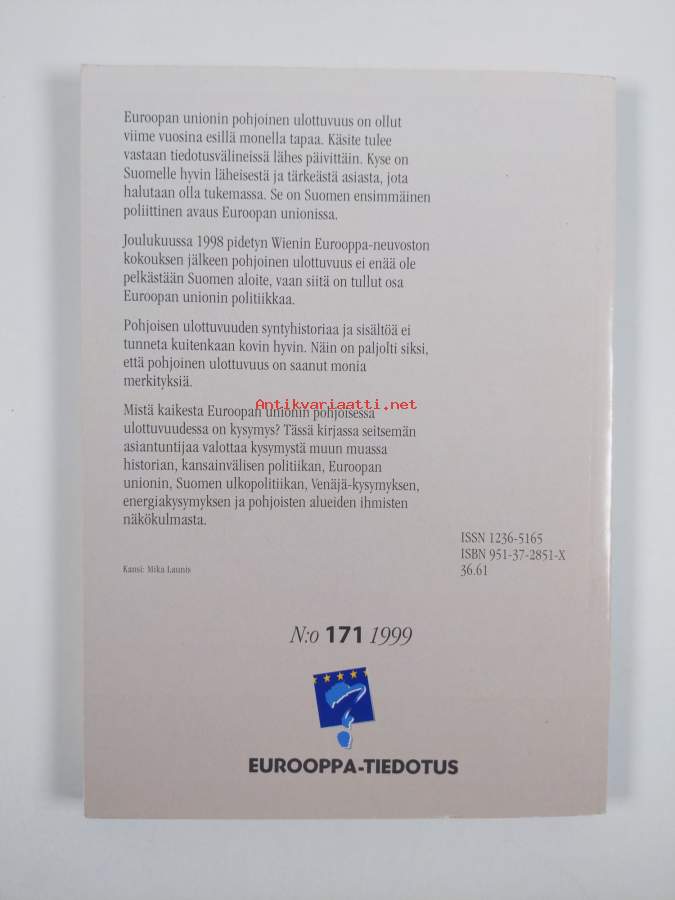 Euroopan unionin pohjoinen ulottuvuus on ollut
viime vuosina esillä monella tapaa. Käsite tulee
vastaan tiedotusvälineissä lähes päivittäin. Kyse on
Suomelle hyvin läheisestä ja tärkeästä asiasta, jota
halutaan olla tukemassa. Se on Suomen ensimmäinen
poliittinen avaus Euroopan unionissa.
Joulukuussa 1998 pidetyn Wienin Eurooppa-neuvoston
kokouksen jälkeen pohjoinen ulottuvuus ei enää ole
pelkästään Suomen aloite, vaan siitä on tullut osa
Euroopan unionin politiikkaa.
Pohjoisen ulottuvuuden syntyhistoriaa ja sisältöä ei
tunneta kuitenkaan kovin hyvin. Näin on paljolti siksi,
että pohjoinen ulottuvuus on saanut monia
merkityksiä.
Antikvariaatti.net
Mistä kaikesta Euroopan unionin pohjoisessa
ulottuvuudessa on kysymys? Tässä kirjassa seitsemän
asiantuntijaa valottaa kysymystä muun muassa
historian, kansainvälisen politiikan, Euroopan
unionin, Suomen ulkopolitiikan, Venäjä-kysymyksen,
energiakysymyksen ja pohjoisten alueiden ihmisten
näkökulmasta.
ISSN 1236-5165
ISBN 951-37-2851-X
36.61
Kansi: Mika Launis
N:o 171 1999
EUROOPPA-TIEDOTUS